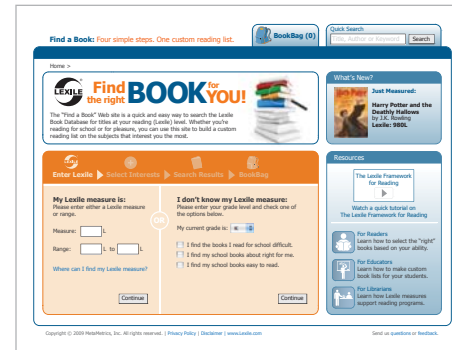 Find a Book: Four simple steps. One custom reading list.
BookBag (0)
Quick Search
Title, Author or Keyword
Search
Home >
LEXILE
Find the right BOOK for YOU!
The "Find a Book" Web site is a quick and easy way to search the Lexile
Book Database for titles at your reading (Lexile) level. Whether you're
reading for school or for pleasure, you can use this site to build a custom
reading list on the subjects that interest you the most.
What's New?
Just Measured:
Harry Potter and the
Deathly Hallows
by J.K. Rowling
Lexile: 980L
Enter Lexile
Select Interests
Search Results
BookBag
My Lexile measure is:
Please enter either a Lexile measure
or range.
Measure: L
Range: L to L
Where can I find my Lexile measure?
Continue
OR
I don't know my Lexile measure:
Please enter your grade level and check one of
the options below.
My current grade is: K
I find the books I read for school difficult.
I find my school books about right for me.
I find my school books easy to read.
Continue
Resources
The Lexile Framework
for Reading
Watch a quick tutorial on
The Lexile Framework for Reading
For Readers
Learn how to select the "right"
books based on your ability.
For Educators
Learn how to make custom
book lists for your students.
For Librarians
Learn how Lexile measures
support reading programs.
Copyright © 2009 MetaMetrics, Inc. All rights reserved. | Privacy Policy | Disclaimer | www.Lexile.com
Send us questions or feedback.